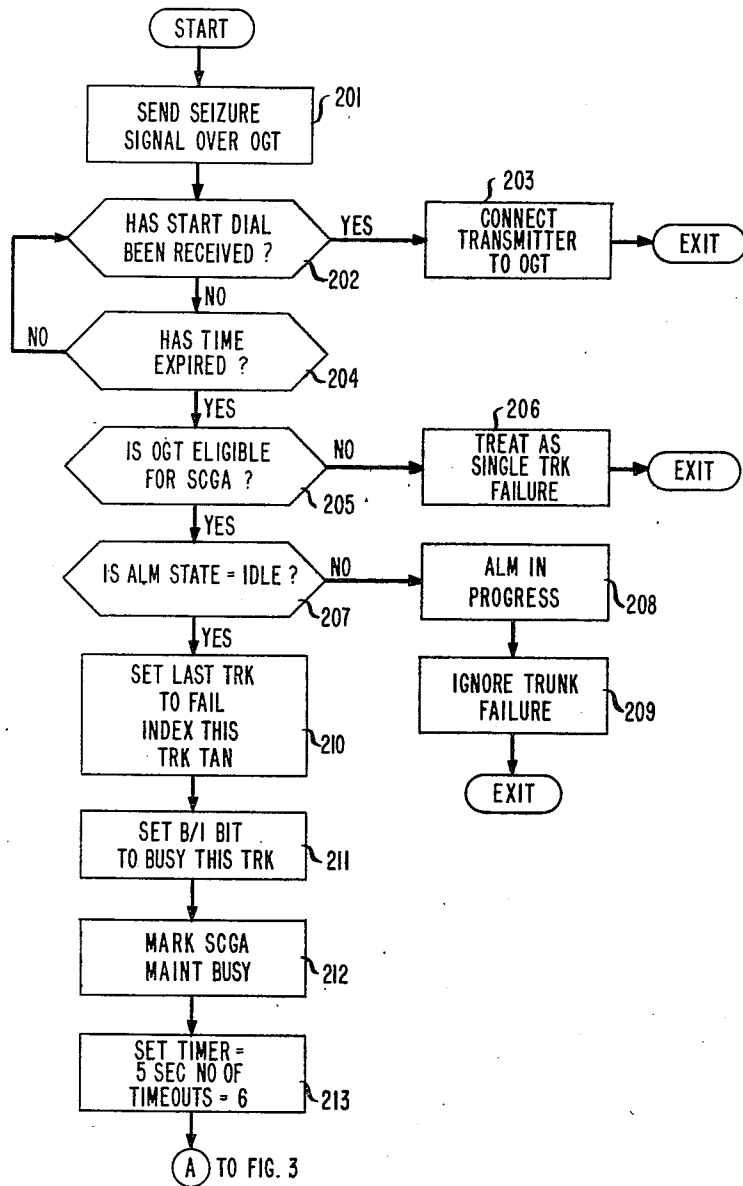 START
201
SEND SEIZURE
SIGNAL OVER OGT
HAS START DIAL
BEEN RECEIVED ?
202
YES
203
CONNECT
TRANSMITTER
TO OGT
EXIT
NO
NO
HAS TIME
EXPIRED ?
204
YES
IS OGT ELIGIBLE
FOR SCGA ?
205
NO
206
TREAT AS
SINGLE TRK
FAILURE
EXIT
YES
IS ALM STATE = IDLE ?
207
NO
ALM IN
PROGRESS
208
YES
IGNORE TRUNK
FAILURE
209
EXIT
SET LAST TRK
TO FAIL
INDEX THIS
TRK TAN
210
SET B/I BIT
TO BUSY THIS TRK
211
MARK SCGA
MAINT BUSY
212
SET TIMER =
5 SEC NO OF
TIMEOUTS = 6
213
A TO FIG. 3